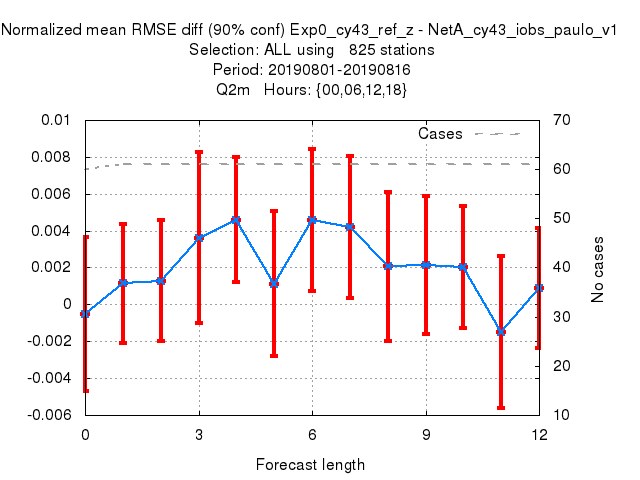 Normalized mean RMSE diff (90% conf) Exp0_cy43_ref_z - NetA_cy43_iobs_paulo_v1
Selection: ALL using 825 stations
Period: 20190801-20190816
Q2m Hours: {00,06,12,18}
0.01
0.008
0.006
0.004
0.002
0
-0.002
-0.004
-0.006
Cases
70
60
50
40
30
20
10
No cases
0 3 6 9 12
Forecast length